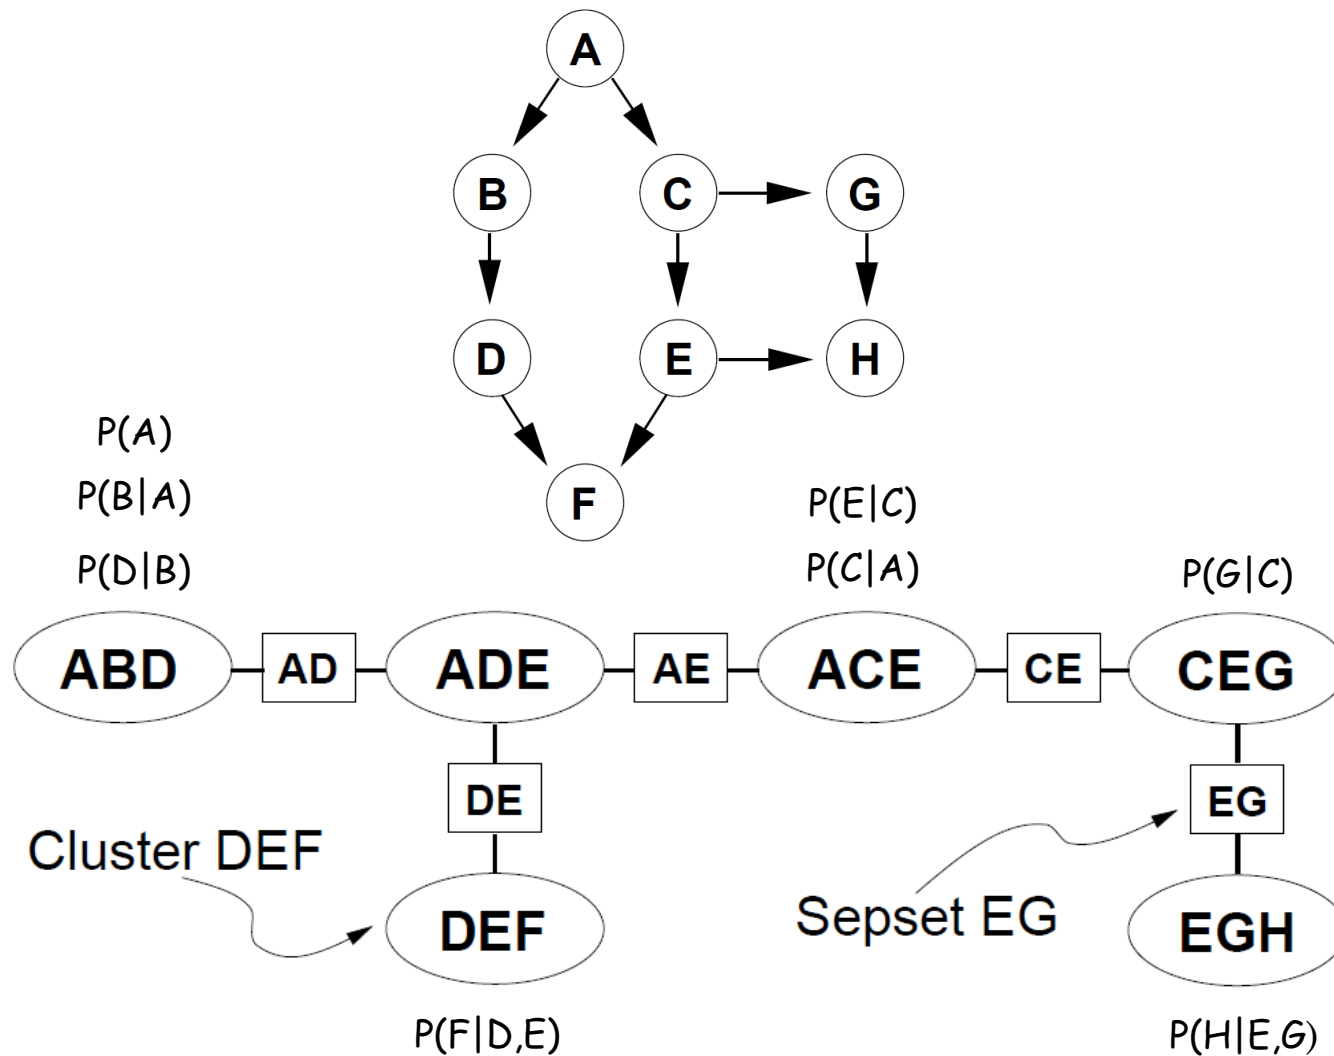 A
B
C
G
D
E
H
F
P(A)
P(B|A)
P(D|B)
P(E|C)
P(C|A)
P(G|C)
ABD
AD
ADE
AE
ACE
CE
CEG
DE
EG
Cluster DEF
Sepset EG
DEF
EGH
P(F|D,E)
P(H|E,G)